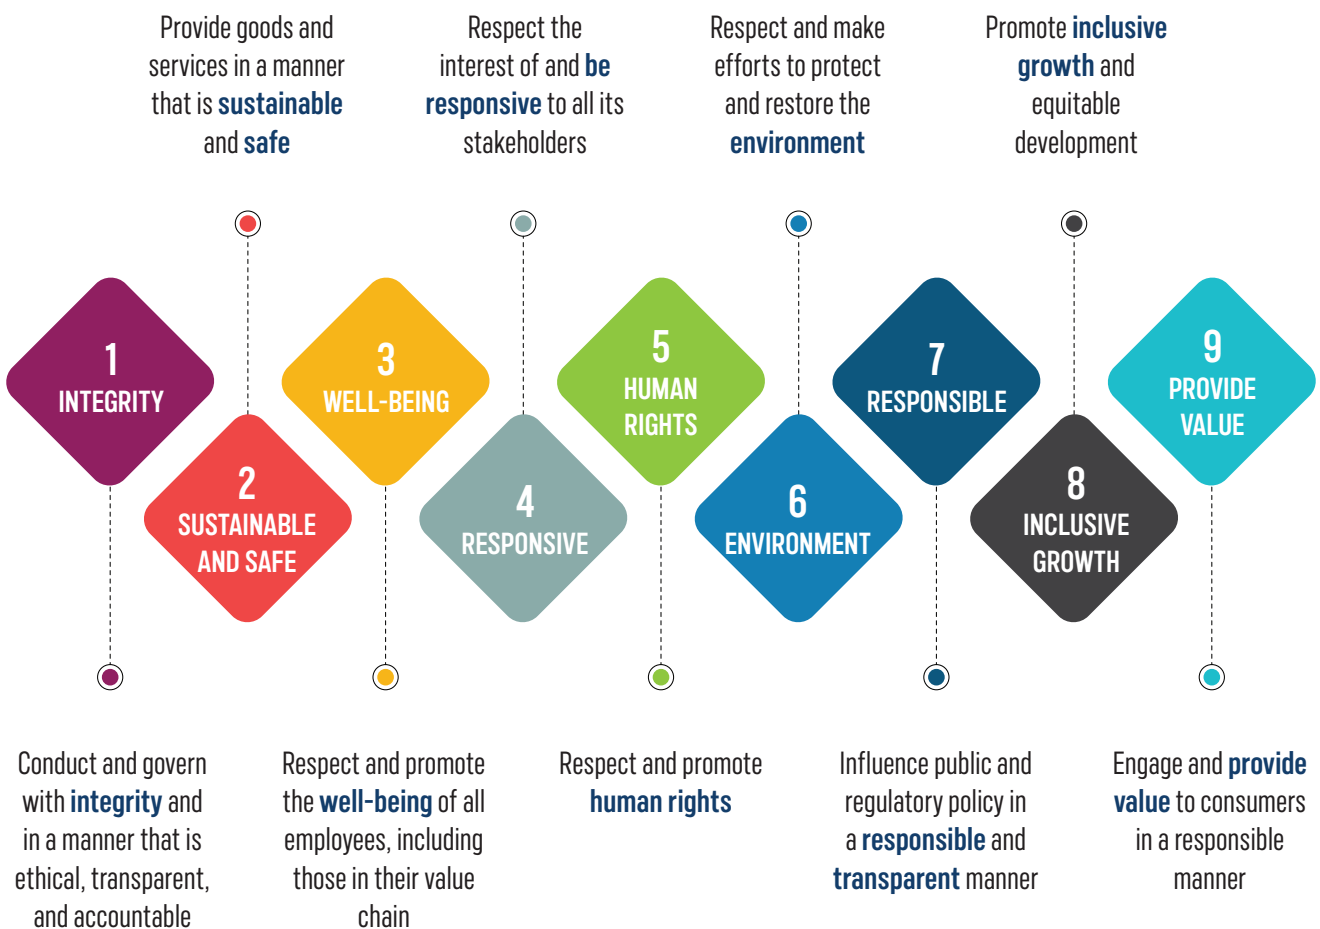 Provide goods and
services in a manner
that is sustainable
and safe
Respect the
interest of and be
responsive to all its
stakeholders
Respect and make
efforts to protect
and restore the
environment
Promote inclusive
growth and
equitable
development
1
INTEGRITY
2
SUSTAINABLE
AND SAFE
3
WELL-BEING
4
RESPONSIVE
5
HUMAN
RIGHTS
6
ENVIRONMENT
7
RESPONSIBLE
8
INCLUSIVE
GROWTH
9
PROVIDE
VALUE
Conduct and govern
with integrity and
in a manner that is
ethical, transparent,
and accountable
Respect and promote
the well-being of all
employees, including
those in their value
chain
Respect and promote
human rights
Influence public and
regulatory policy in
a responsible and
transparent manner
Engage and provide
value to consumers
in a responsible
manner